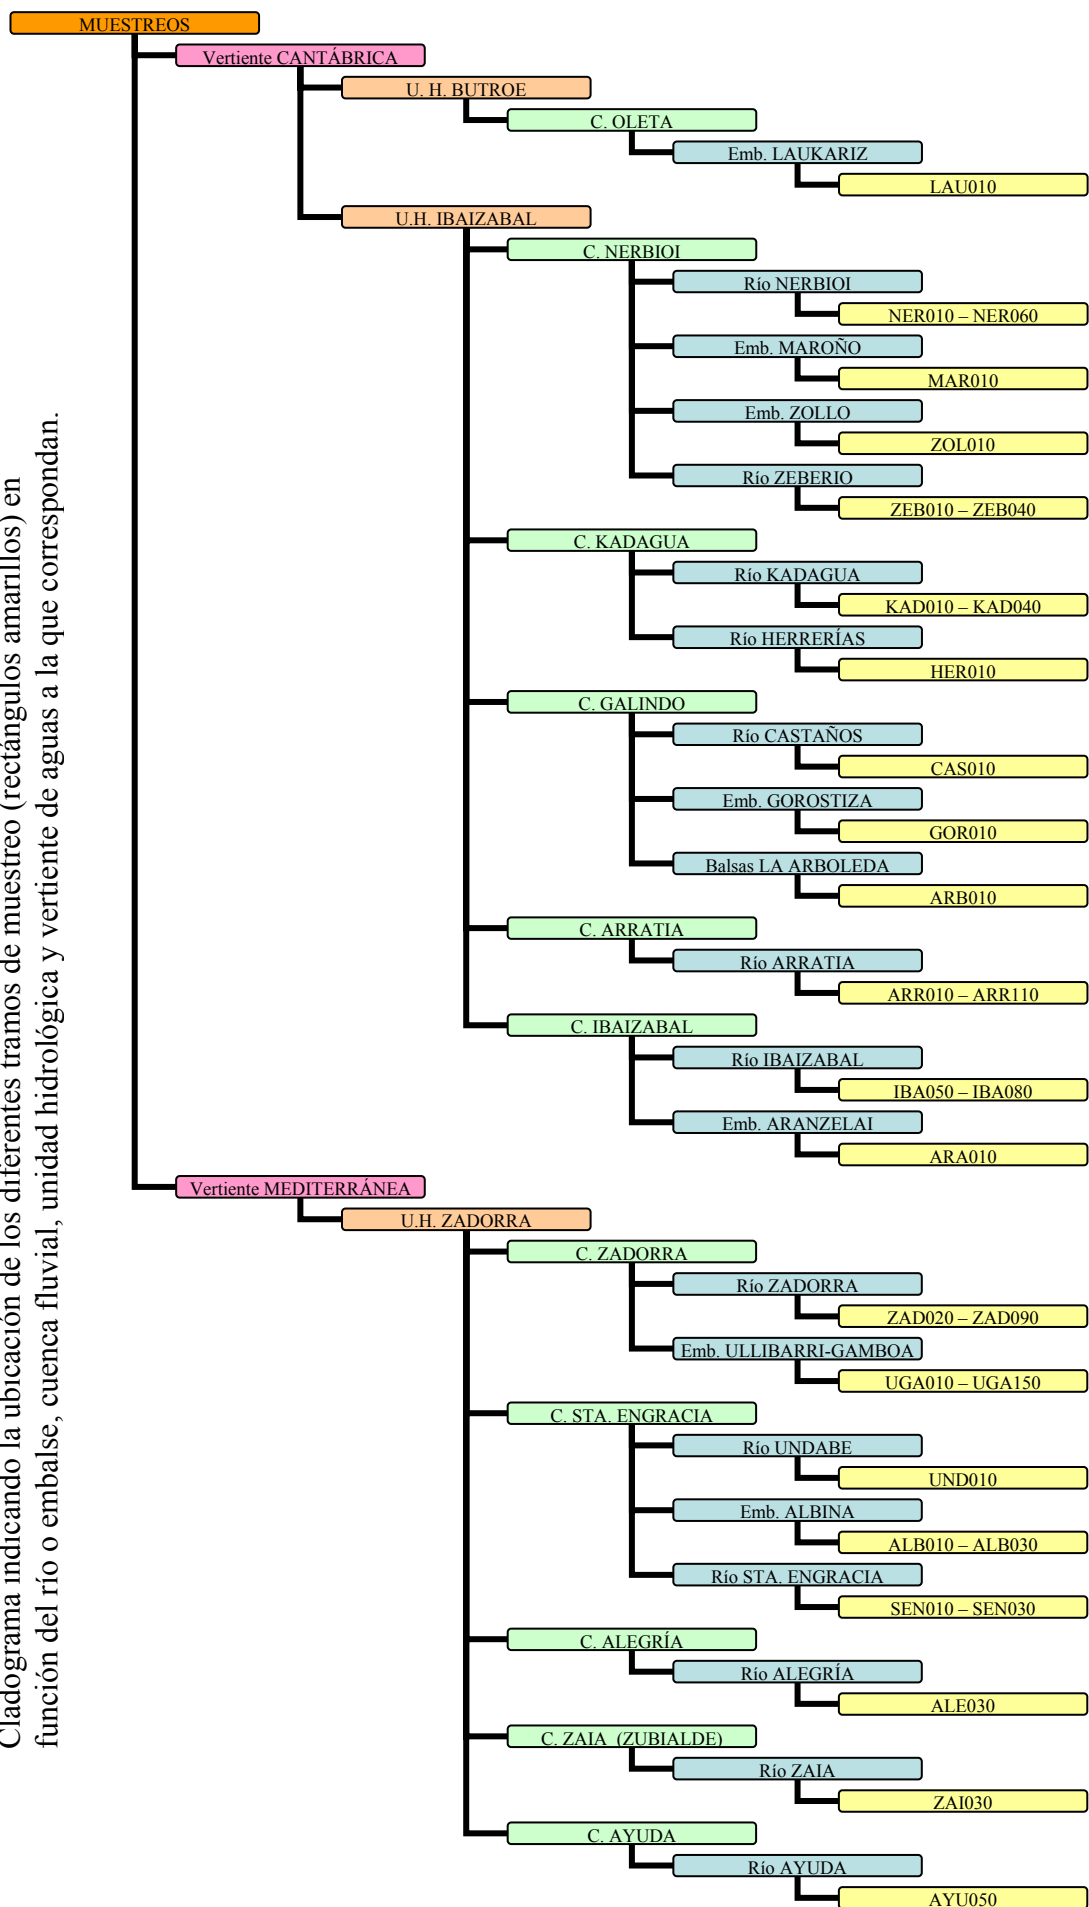 MUESTREOS
Vertiente CANTÁBRICA
U. H. BUTROE
C. OLETA
Emb. LAUKARIZ
LAU010
U.H. IBAIZABAL
C. NERBIOI
Río NERBIOI
NER010 – NER060
Emb. MAROÑO
MAR010
Emb. ZOLLO
ZOL010
Río ZEBERIO
ZEB010 – ZEB040
C. KADAGUA
Río KADAGUA
KAD010 – KAD040
Río HERRERÍAS
HER010
C. GALINDO
Río CASTAÑOS
CAS010
Emb. GOROSTIZA
GOR010
Balsas LA ARBOLEDA
ARB010
C. ARRATIA
Río ARRATIA
ARR010 – ARR110
C. IBAIZABAL
Río IBAIZABAL
IBA050 – IBA080
Emb. ARANZELAI
ARA010
Vertiente MEDITERRÁNEA
U.H. ZADORRA
C. ZADORRA
Río ZADORRA
ZAD020 – ZAD090
Emb. ULLIBARRI-GAMBOA
UGA010 – UGA150
C. STA. ENGRACIA
Río UNDABE
UND010
Emb. ALBINA
ALB010 – ALB030
Río STA. ENGRACIA
SEN010 – SEN030
C. ALEGRÍA
Río ALEGRÍA
ALE030
C. ZAIA (ZUBIALDE)
Río ZAIA
ZAI030
C. AYUDA
Río AYUDA
AYU050
Cladograma indicando la ubicación de los diferentes tramos de muestreo (rectángulos amarillos) en
función del río o embalse, cuenca fluvial, unidad hidrológica y vertiente de aguas a la que correspondan.